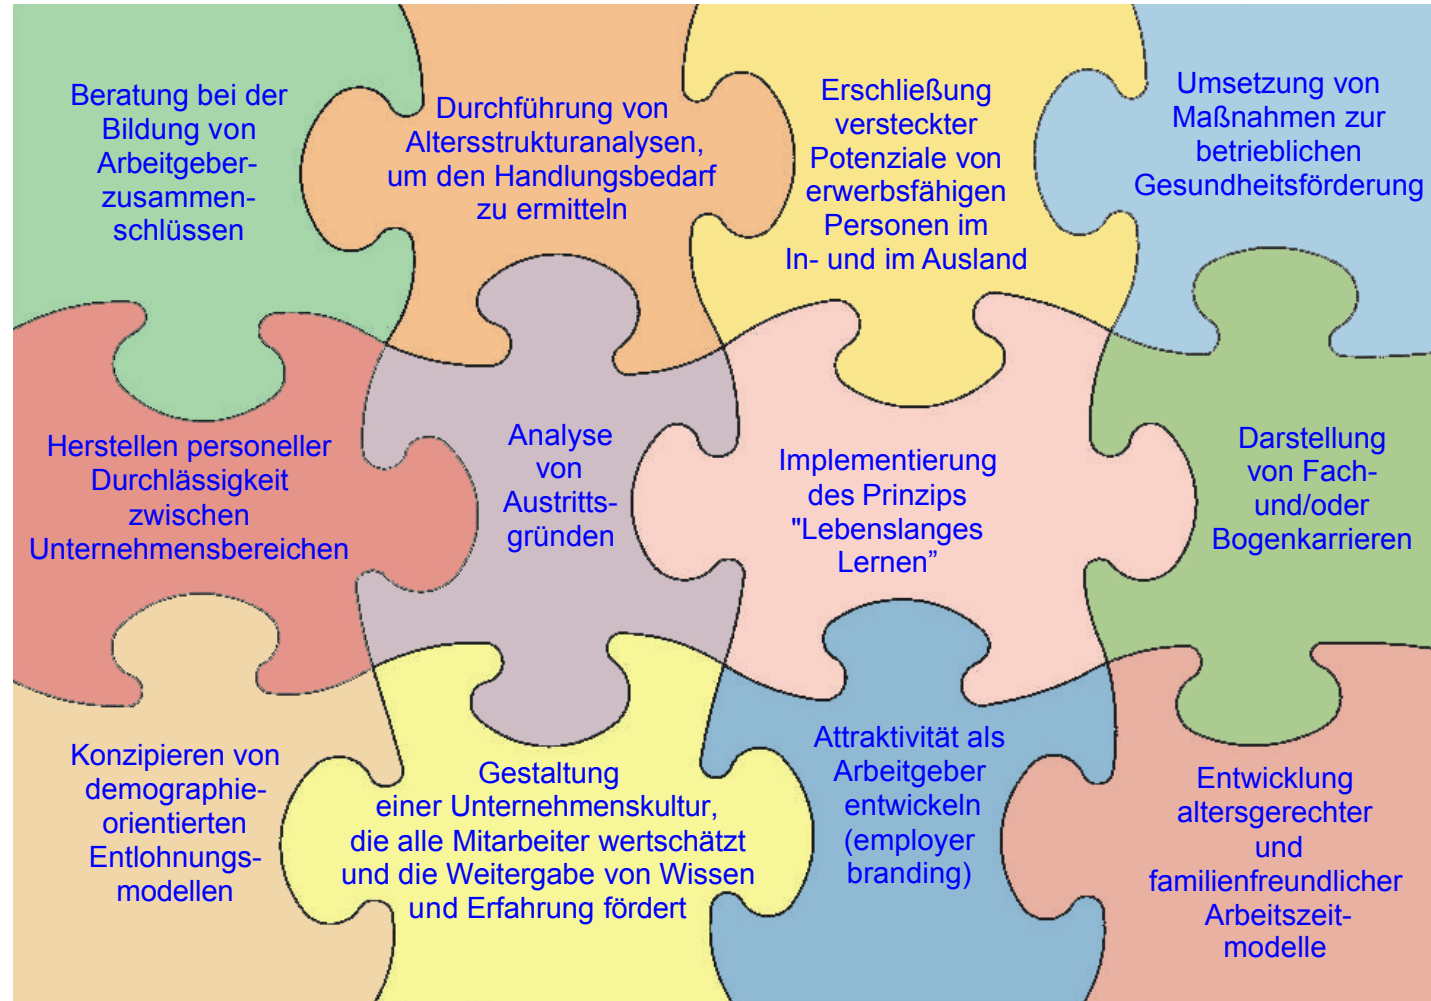 Beratung bei der
Bildung von
Arbeitgeber-
zusammen-
schlüssen
Durchführung von
Altersstrukturanalysen,
um den Handlungsbedarf
zu ermitteln
Erschließung
versteckter
Potenziale von
erwerbsfähigen
Personen im
In- und im Ausland
Umsetzung von
Maßnahmen zur
betrieblichen
Gesundheitsförderung
Herstellen personeller
Durchlässigkeit
zwischen
Unternehmensbereichen
Analyse
von
Austritts-
gründen
Implementierung
des Prinzips
"Lebenslanges
Lernen”
Darstellung
von Fach-
und/oder
Bogenkarrieren
Konzipieren von
demographie-
orientierten
Entlohnungs-
modellen
Gestaltung
einer Unternehmenskultur,
die alle Mitarbeiter wertschätzt
und die Weitergabe von Wissen
und Erfahrung fördert
Attraktivität als
Arbeitgeber
entwickeln
(employer
branding)
Entwicklung
altersgerechter
und
familienfreundlicher
Arbeitszeit-
modelle